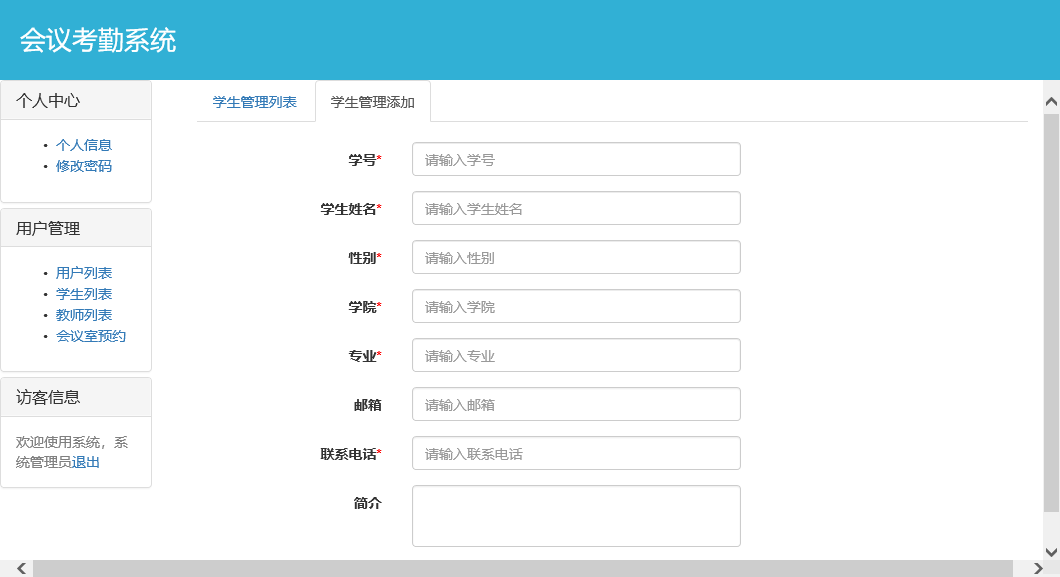 会议考勤系统
个人中心
• 个人信息
• 修改密码
用户管理
• 用户列表
• 学生列表
• 教师列表
• 会议室预约
访客信息
欢迎使用系统，系
统管理员退出
学生管理列表
学生管理添加
学号*
请输入学号
学生姓名*
请输入学生姓名
性别*
请输入性别
学院*
请输入学院
专业*
请输入专业
邮箱
请输入邮箱
联系电话*
请输入联系电话
简介